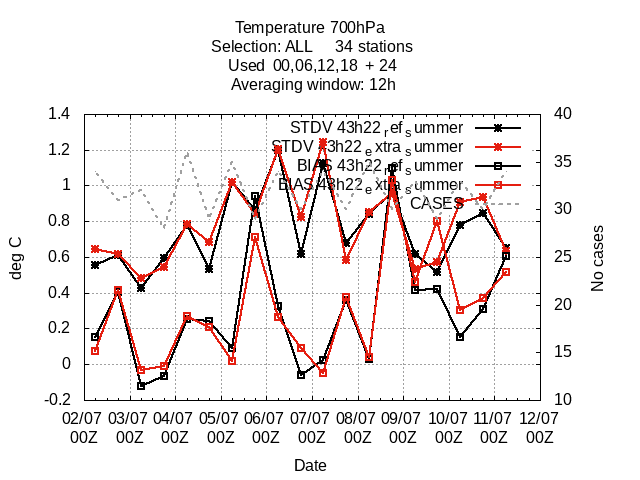 Temperature 700hPa
Selection: ALL 34 stations
Used 00,06,12,18 + 24
Averaging window: 12h
STDV 43h22refsummer
STDV 43h22extrasummer
BIAS 43h22refsummer
BIAS 43h22extrasummer
CASES
1.4
1.2
1
0.8
0.6
0.4
0.2
0
-0.2
deg C
40
35
30
25
20
15
10
No cases
02/07 03/07 04/07 05/07 06/07 07/07 08/07 09/07 10/07 11/07 12/07
00Z 00Z 00Z 00Z 00Z 00Z 00Z 00Z 00Z 00Z 00Z
Date